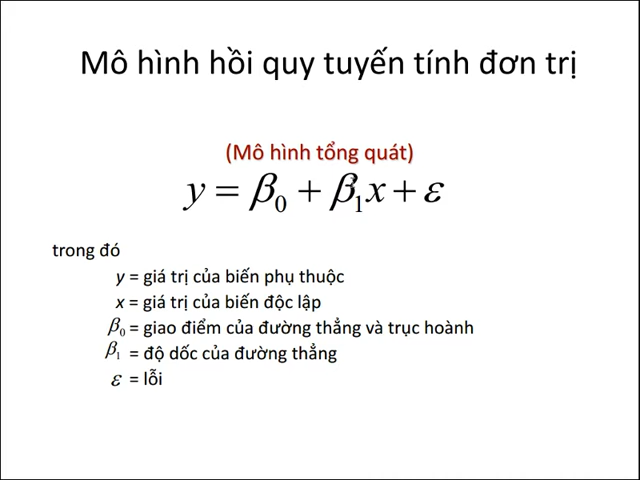 Mô hình hồi quy tuyến tính đơn trị
(Mô hình tổng quát)
y = β₀ + β₁x + ε
trong đó
y = giá trị của biến phụ thuộc
x = giá trị của biến độc lập
β₀ = giao điểm của đường thẳng và trục hoành
β₁ = độ dốc của đường thẳng
ε = lỗi